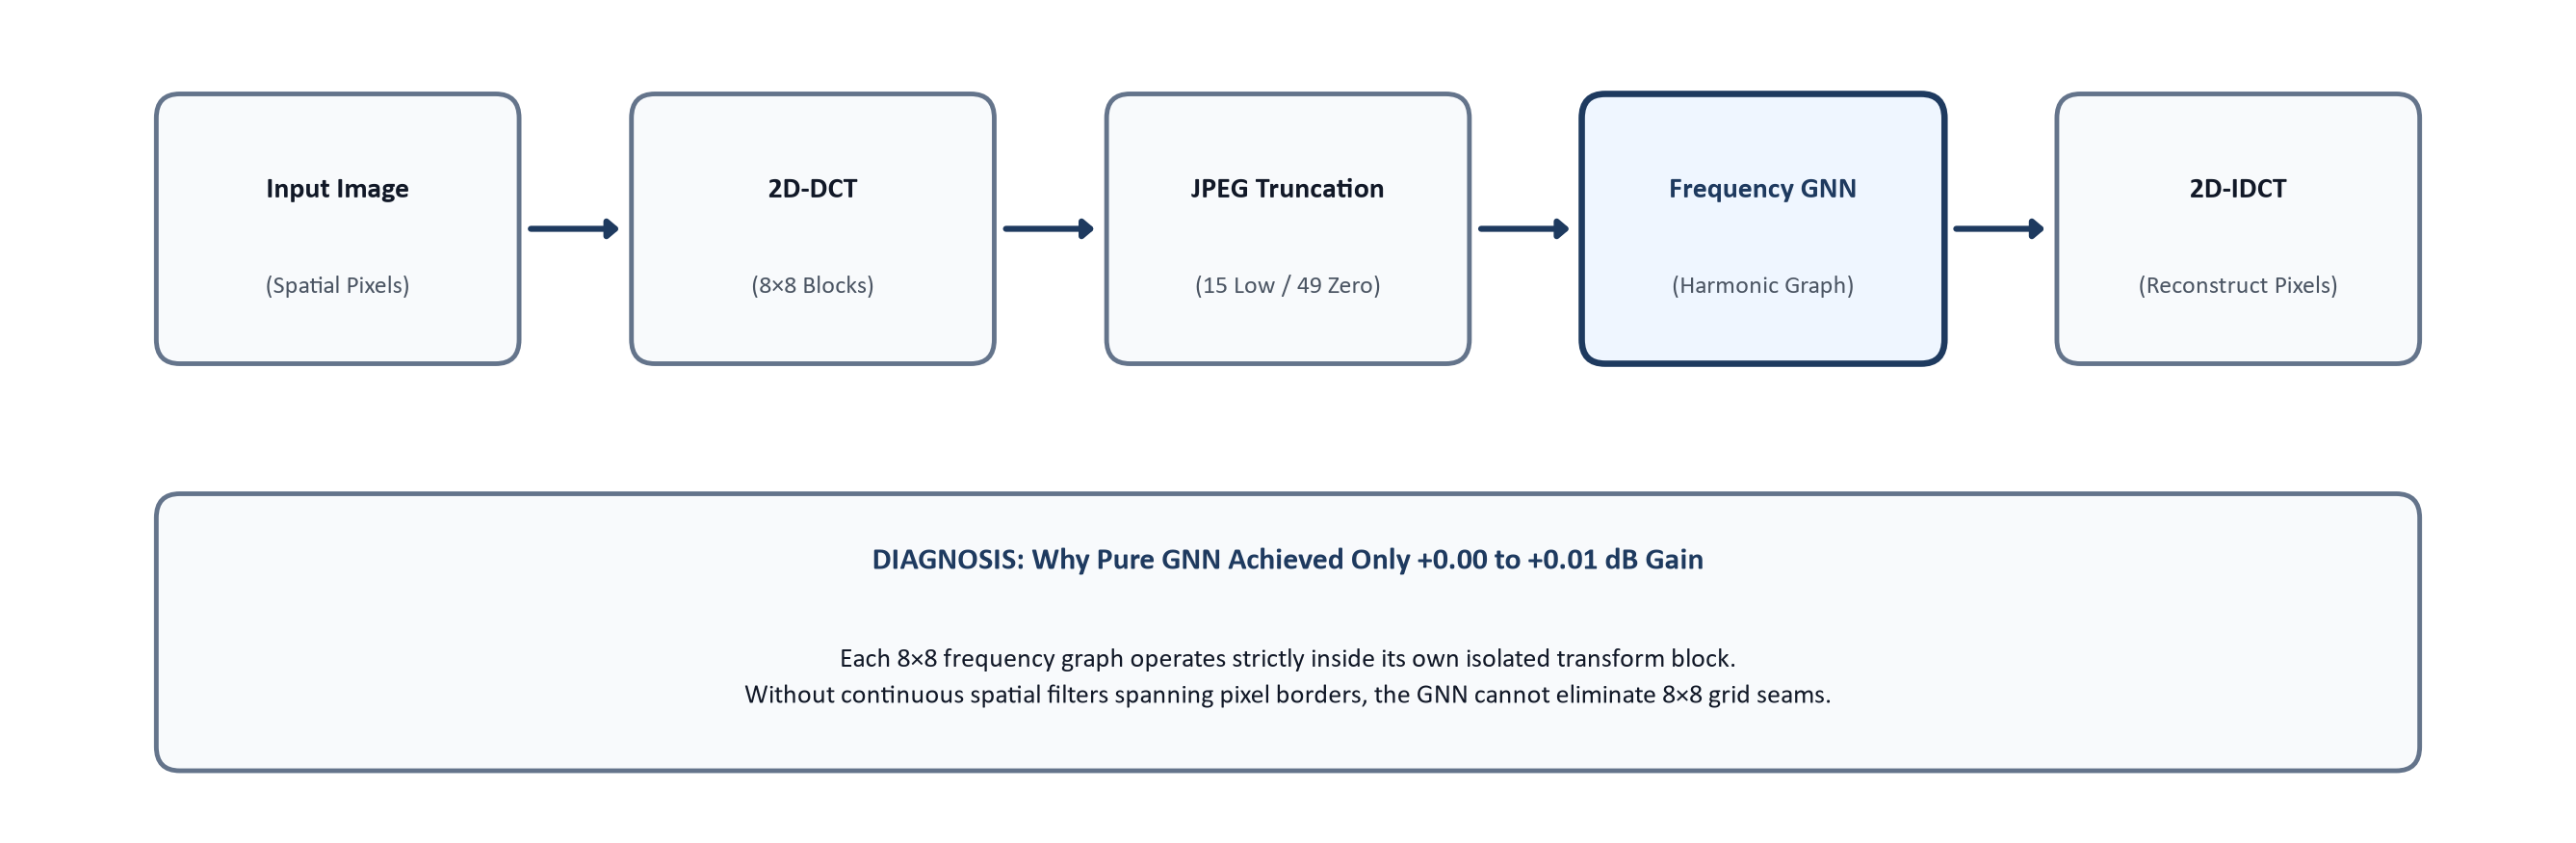 Input Image
(Spatial Pixels)
2D-DCT
(8×8 Blocks)
JPEG Truncation
(15 Low / 49 Zero)
Frequency GNN
(Harmonic Graph)
2D-IDCT
(Reconstruct Pixels)
DIAGNOSIS: Why Pure GNN Achieved Only +0.00 to +0.01 dB Gain
Each 8×8 frequency graph operates strictly inside its own isolated transform block.
Without continuous spatial filters spanning pixel borders, the GNN cannot eliminate 8×8 grid seams.